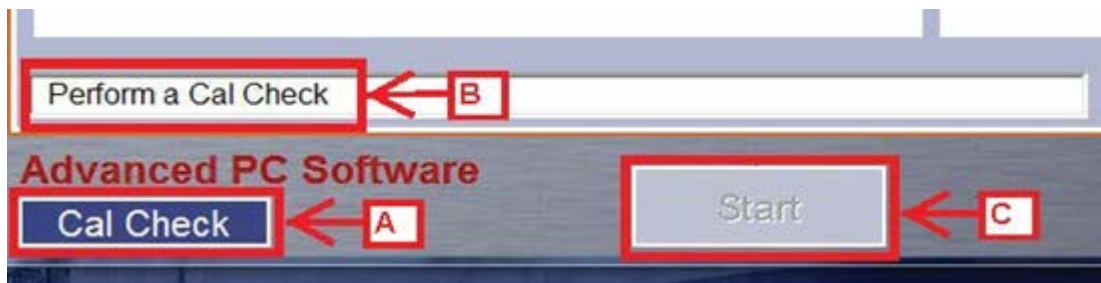 Perform a Cal Check B
Advanced PC Software
Cal Check A Start C